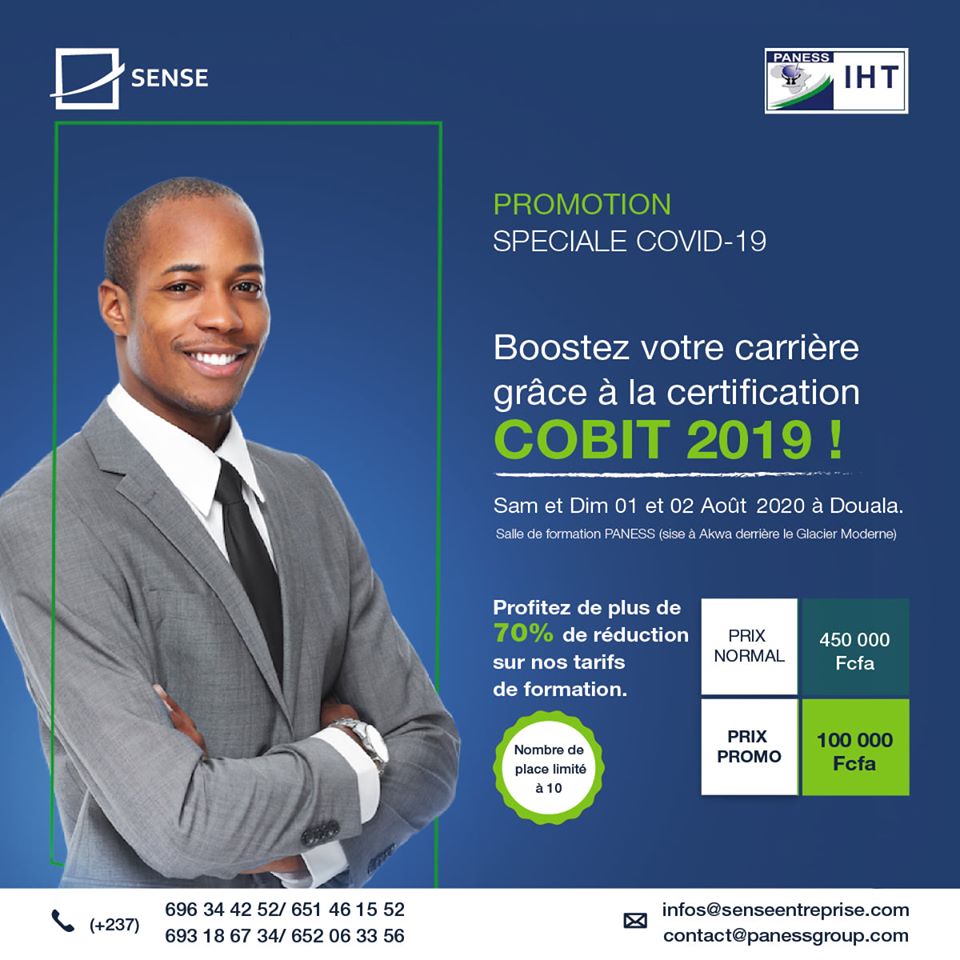 SENSE
PANESS
IHT
PROMOTION
SPECIALE COVID-19
Boostez votre carrière
grâce à la certification
COBIT 2019 !
Sam et Dim 01 et 02 Août 2020 à Douala.
Salle de formation PANESS (sise à Akwa derrière le Glacier Moderne)
Profitez de plus de
70% de réduction
sur nos tarifs
de formation.
Nombre de
place limité
à 10
PRIX
NORMAL
450 000
Fcfa
PRIX
PROMO
100 000
Fcfa
(+237)
696 34 42 52/ 651 46 15 52
693 18 67 34/ 652 06 33 56
infos@senseentreprise.com
contact@panessgroup.com